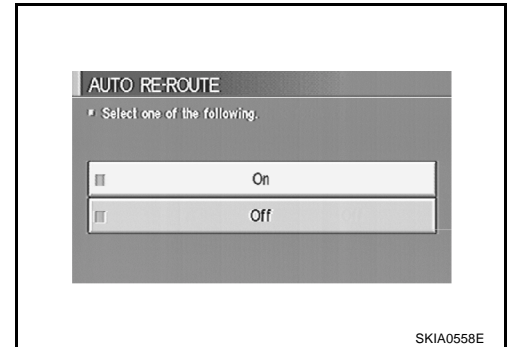 AUTO RE-ROUTE
Select one of the following.
On
Off
SKIA0558E